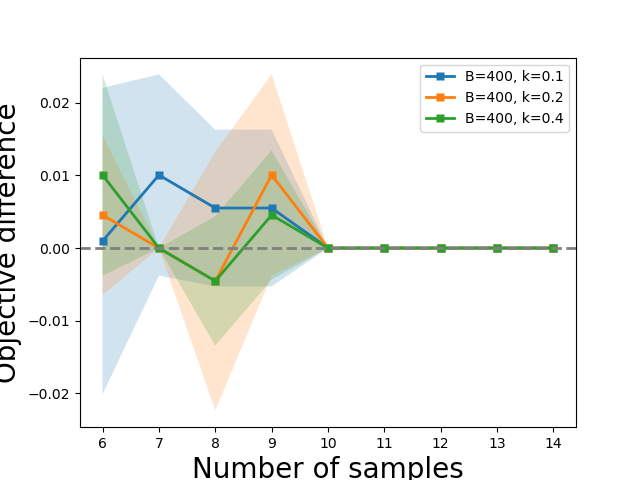 B=400, k=0.1
B=400, k=0.2
B=400, k=0.4
Objective difference
0.02
0.01
0.00
−0.01
−0.02
6 7 8 9 10 11 12 13 14
Number of samples